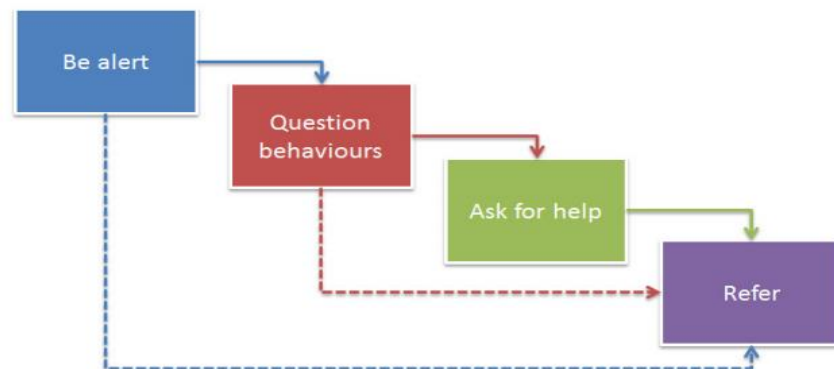 Be alert
Question
behaviours
Ask for help
Refer